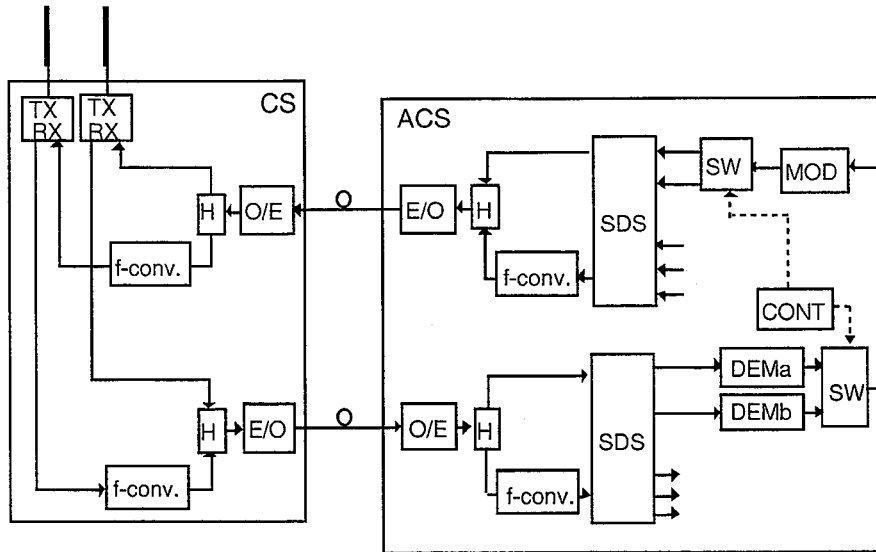 CS
TX
RX
TX
RX
H
O/E
f-conv.
H
E/O
f-conv.
ACS
E/O
H
f-conv.
SDS
SW
MOD
CONT
O/E
H
f-conv.
SDS
DEMa
DEMb
SW